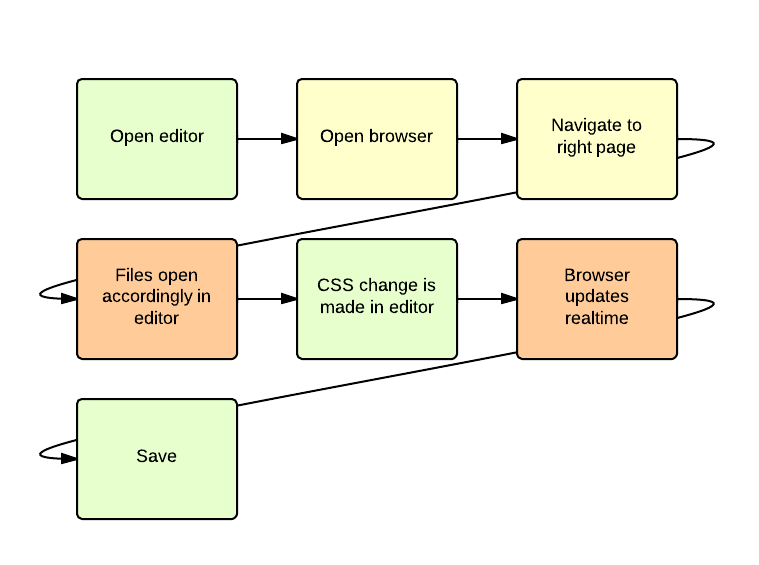 Open editor
Open browser
Navigate to
right page
Files open
accordingly in
editor
CSS change is
made in editor
Browser
updates
realtime
Save